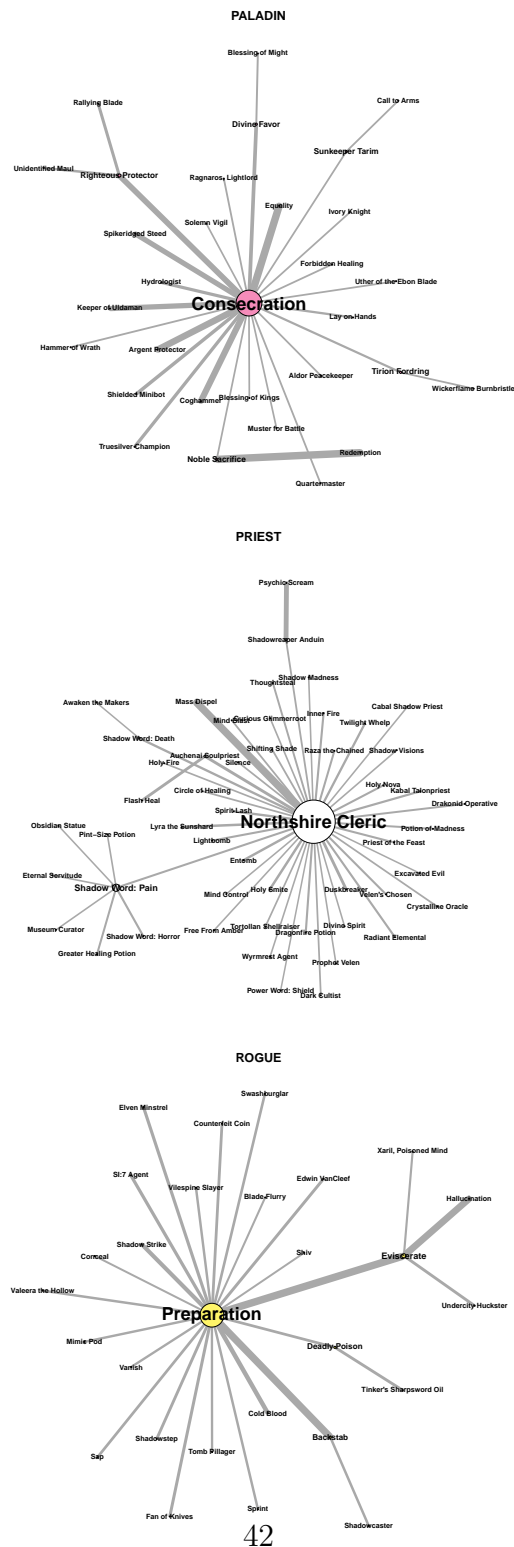 PALADIN
Blessing of Might
Call to Arms
Rallying Blade
Divine Favor
Sunkeeper Tarim
Unidentified Maul
Righteous Protector
Ragnaros Lightlord
Equality
Ivory Knight
Solemn Vigil
Spikeridged Steed
Forbidden Healing
Hydrologist
Uther of the Ebon Blade
Consecration
Keeper of Uldaman
Lay on Hands
Hammer of Wrath
Argent Protector
Tirion Fordring
Aldor Peacekeeper
Wickerflame Burnbristle
Shielded Minibot
Coghammer
Blessing of Kings
Muster for Battle
Truesilver Champion
Redemption
Noble Sacrifice
Quartermaster
PRIEST
Psychic Scream
Shadowreaper Anduin
Shadow Madness
Thoughtsteal
Awaken the Makers
Mass Dispel
Cabal Shadow Priest
Inner Fire
Mind Blast
Curious Glimmerroot
Twilight Whelp
Shadow Word: Death
Shifting Shade
Raza the Chained
Shadow Visions
Auchenai Soulpriest
Holy Fire
Silence
Holy Nova
Circle of Healing
Kabal Talonpriest
Flash Heal
Drakonid Operative
Spirit Lash
Northshire Cleric
Obsidian Statue
Lyra the Sunshard
Potion of Madness
Pint−Size Potion
Lightbomb
Priest of the Feast
Entomb
Excavated Evil
Eternal Servitude
Shadow Word: Pain
Holy Smite
Duskbreaker
Mind Control
Velen's Chosen
Crystalline Oracle
Museum Curator
Tortollan Shellraiser
Divine Spirit
Free From Amber
Dragonfire Potion
Shadow Word: Horror
Radiant Elemental
Greater Healing Potion
Wyrmrest Agent
Prophet Velen
Power Word: Shield
Dark Cultist
ROGUE
Swashburglar
Elven Minstrel
Counterfeit Coin
Xaril, Poisoned Mind
SI:7 Agent
Edwin VanCleef
Vilespine Slayer
Blade Flurry
Hallucination
Shadow Strike
Shiv
Conceal
Eviscerate
Valeera the Hollow
Undercity Huckster
Preparation
Mimic Pod
Deadly Poison
Vanish
Tinker's Sharpsword Oil
Cold Blood
Shadowstep
Backstab
Tomb Pillager
Sap
Sprint
Fan of Knives
Shadowcaster
42